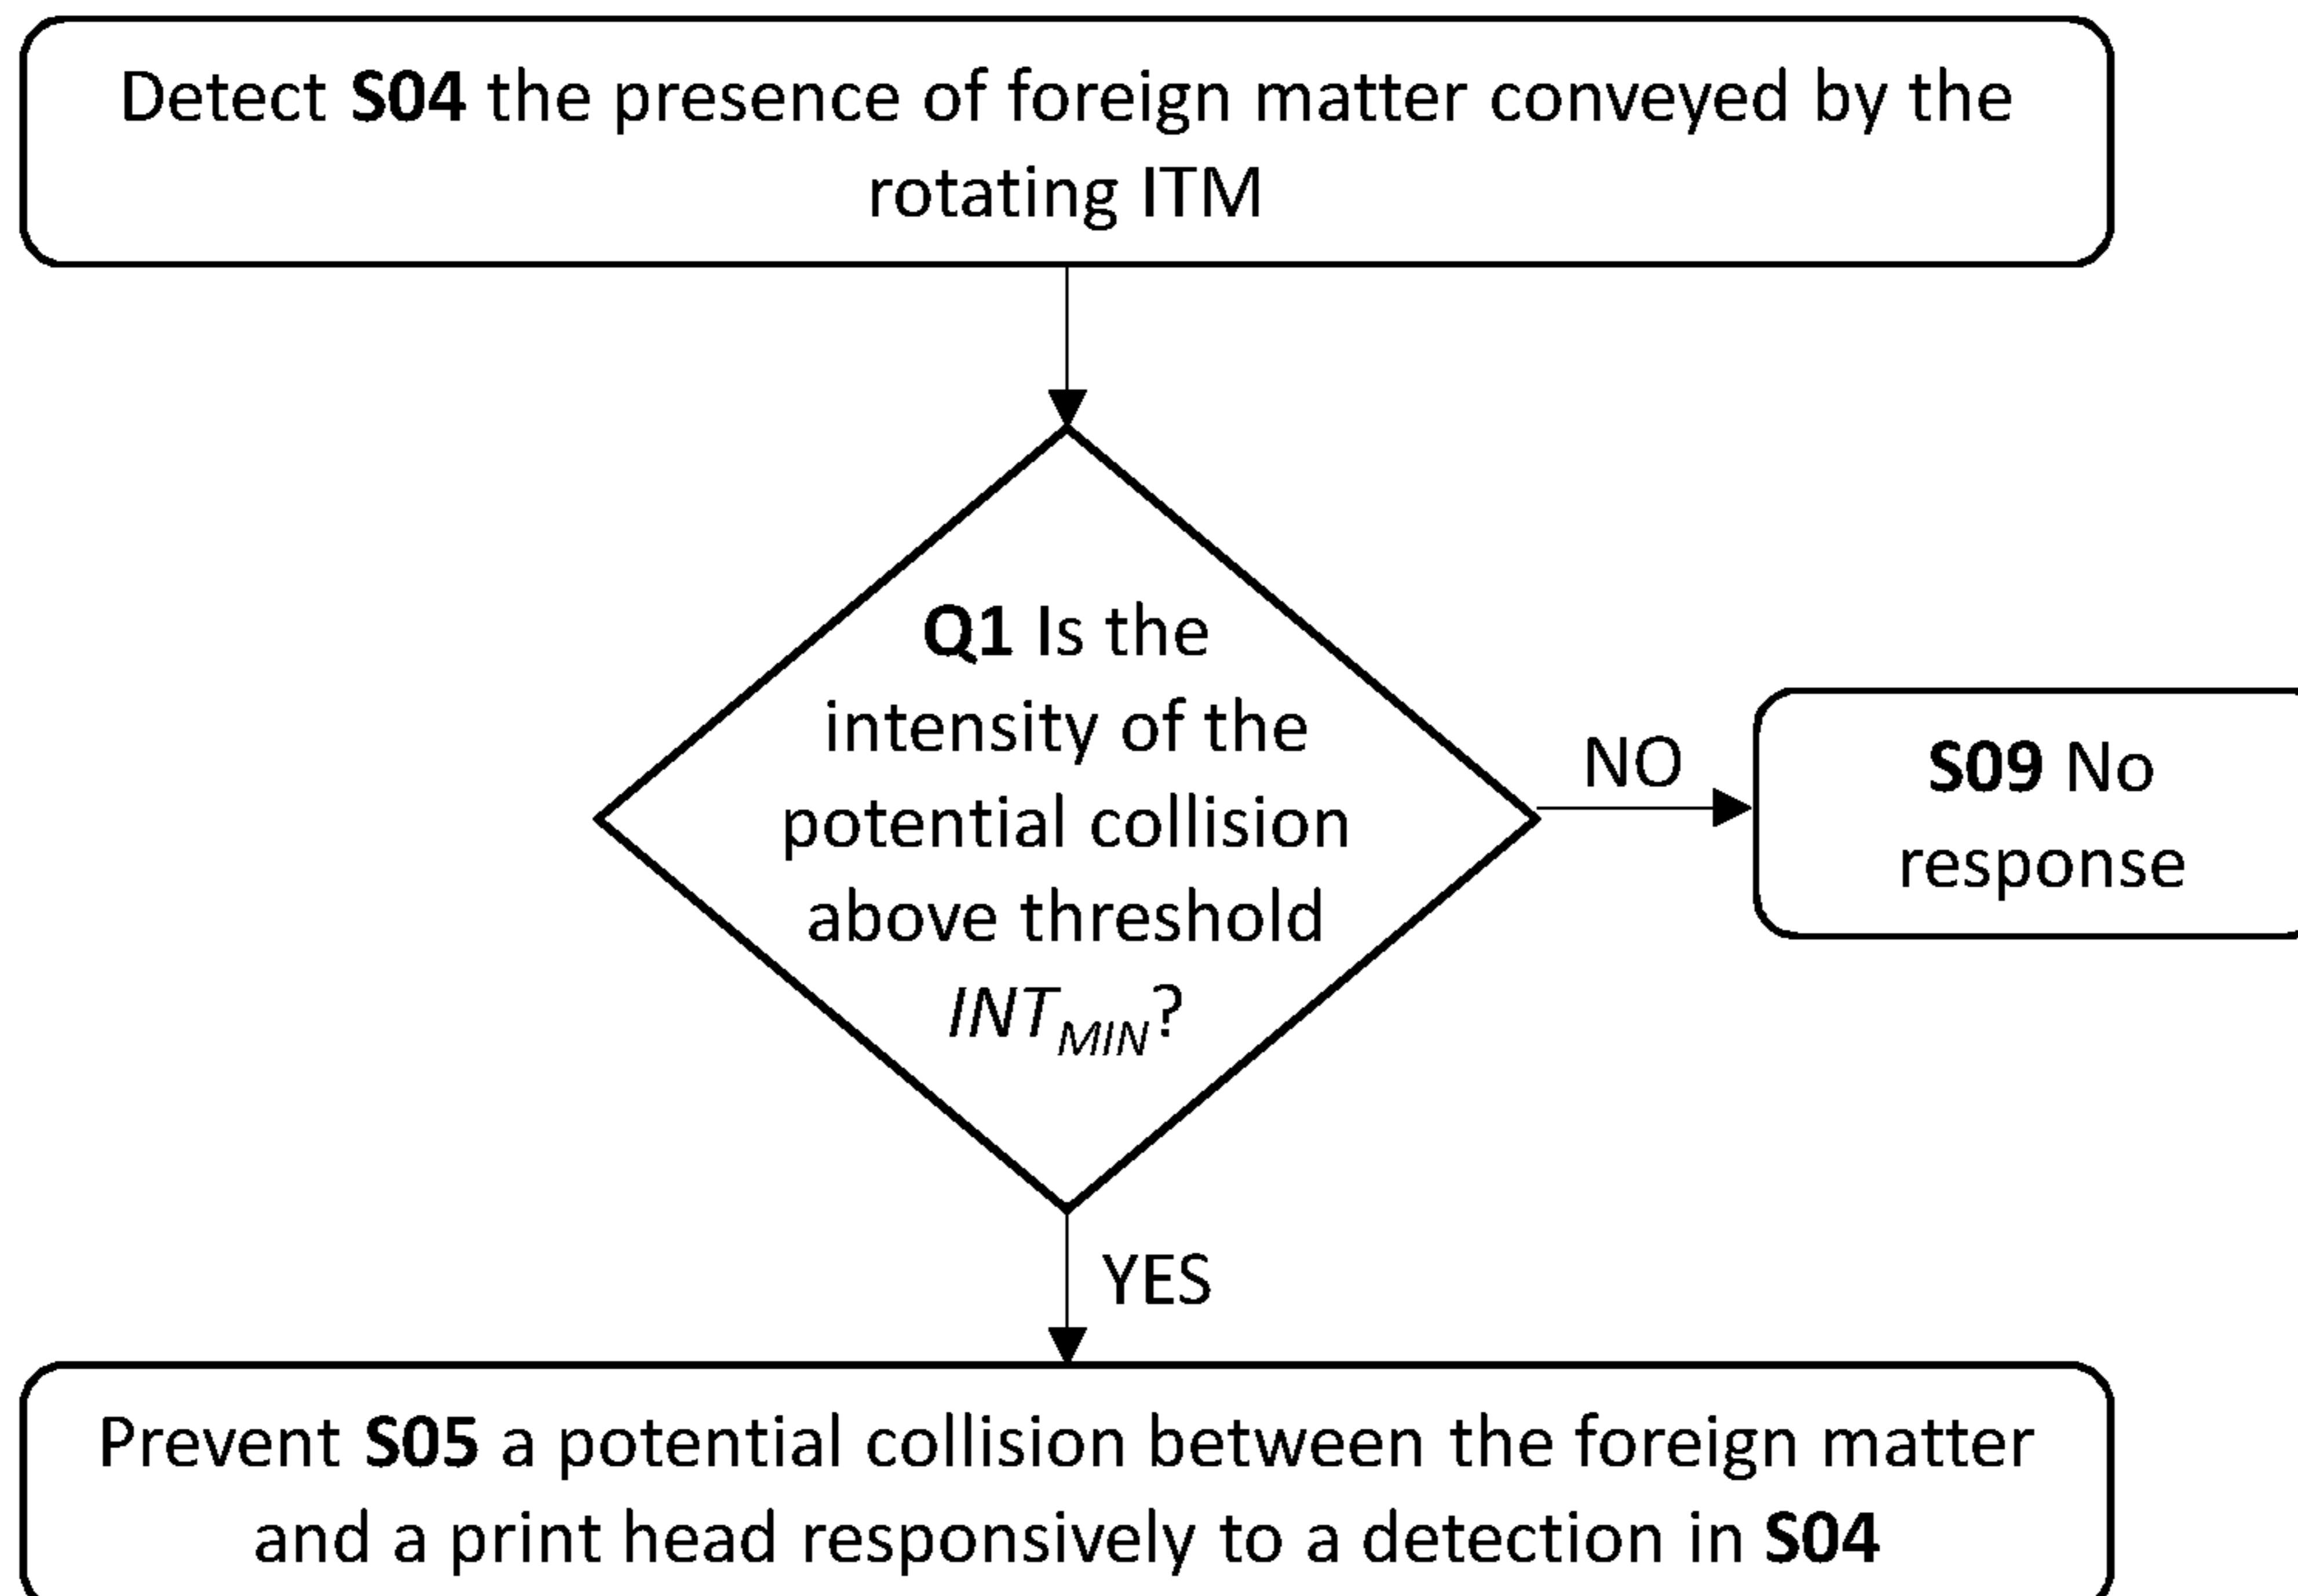 Detect S04 the presence of foreign matter conveyed by the
rotating ITM
Q1 Is the
intensity of the
potential collision
above threshold
INT_MIN?
NO
S09 No
response
YES
Prevent S05 a potential collision between the foreign matter
and a print head responsively to a detection in S04